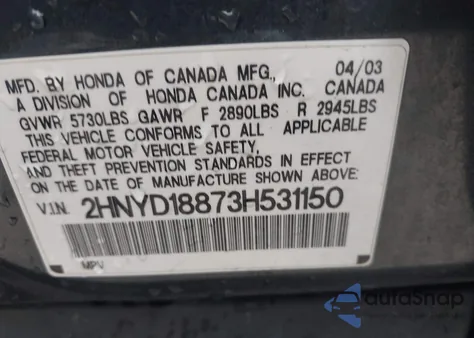 MFD. BY HONDA OF CANADA MFG., 04/03
A DIVISION OF HONDA CANADA INC. CANADA
GVWR 5730LBS GAWR F 2890LBS R 2945LBS
THIS VEHICLE CONFORMS TO ALL APPLICABLE
FEDERAL MOTOR VEHICLE SAFETY
AND THEFT PREVENTION STANDARDS IN EFFECT
ON THE DATE OF MANUFACTURE SHOWN ABOVE.
V.I.N. 2HNYD18873H531150
MPV
autoSnap